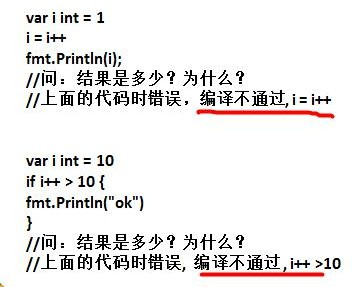 var i int = 1
i = i++
fmt.Println(i);
//问：结果是多少？为什么？
//上面的代码时错误，编译不通过, i = i++
var i int = 10
if i++ > 10 {
fmt.Println("ok")
}
//问：结果是多少？为什么？
//上面的代码时错误, 编译不通过, i++ >10